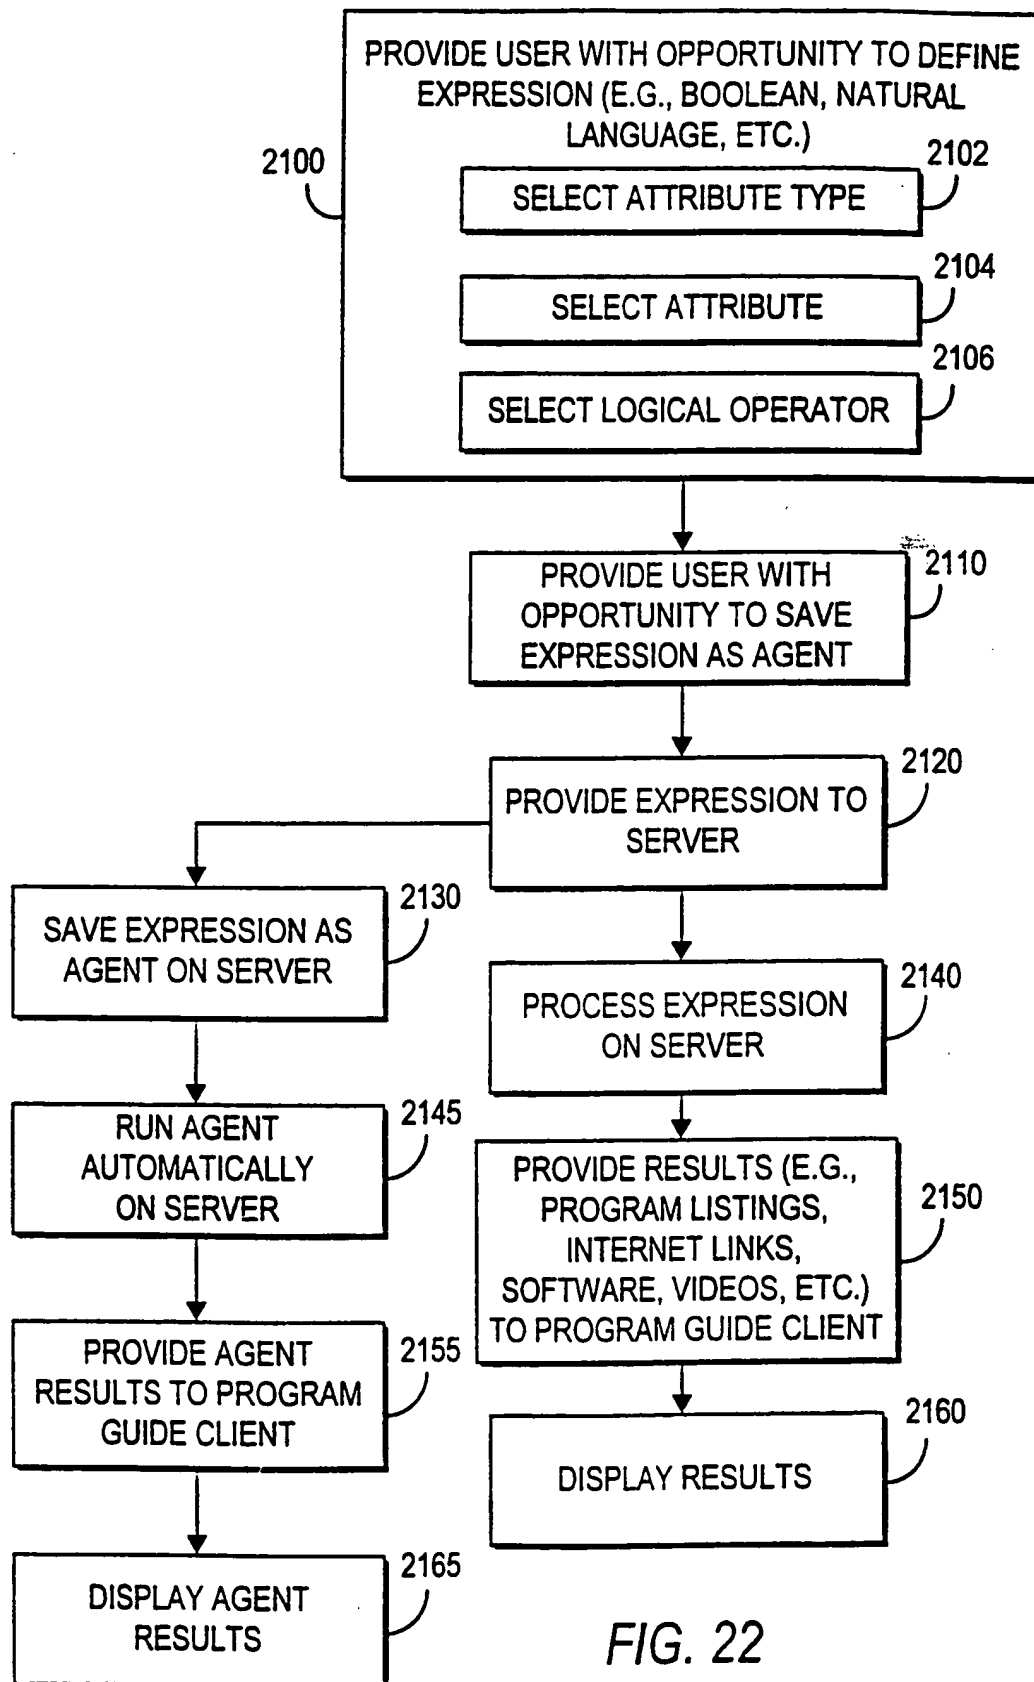 PROVIDE USER WITH OPPORTUNITY TO DEFINE
EXPRESSION (E.G., BOOLEAN, NATURAL
LANGUAGE, ETC.)
2100
2102
SELECT ATTRIBUTE TYPE
2104
SELECT ATTRIBUTE
2106
SELECT LOGICAL OPERATOR
2110
PROVIDE USER WITH
OPPORTUNITY TO SAVE
EXPRESSION AS AGENT
2120
PROVIDE EXPRESSION TO
SERVER
2130
SAVE EXPRESSION AS
AGENT ON SERVER
2140
PROCESS EXPRESSION
ON SERVER
2145
RUN AGENT
AUTOMATICALLY
ON SERVER
2150
PROVIDE RESULTS (E.G.,
PROGRAM LISTINGS,
INTERNET LINKS,
SOFTWARE, VIDEOS, ETC.)
TO PROGRAM GUIDE CLIENT
2155
PROVIDE AGENT
RESULTS TO PROGRAM
GUIDE CLIENT
2160
DISPLAY RESULTS
2165
DISPLAY AGENT
RESULTS
FIG. 22